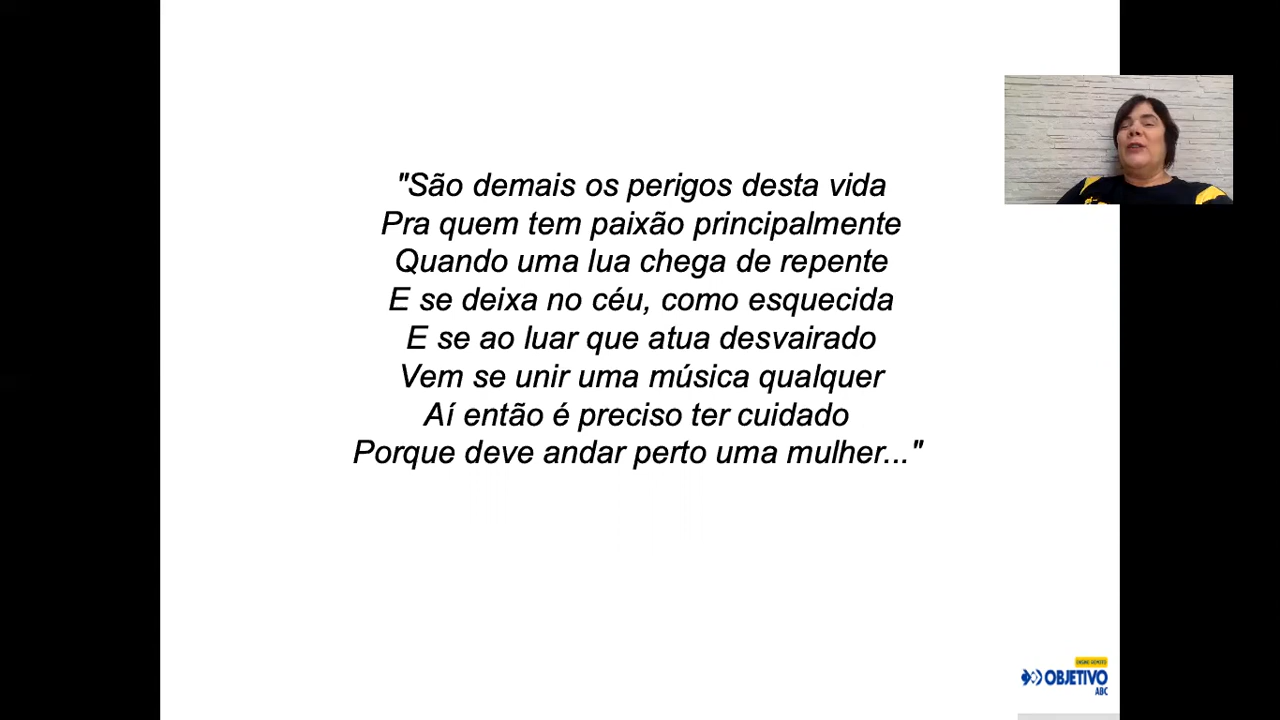 "São demais os perigos desta vida
Pra quem tem paixão principalmente
Quando uma lua chega de repente
E se deixa no céu, como esquecida
E se ao luar que atua desvairado
Vem se unir uma música qualquer
Aí então é preciso ter cuidado
Porque deve andar perto uma mulher..."
ENSINO REMOTO
OBJETIVO
ABC